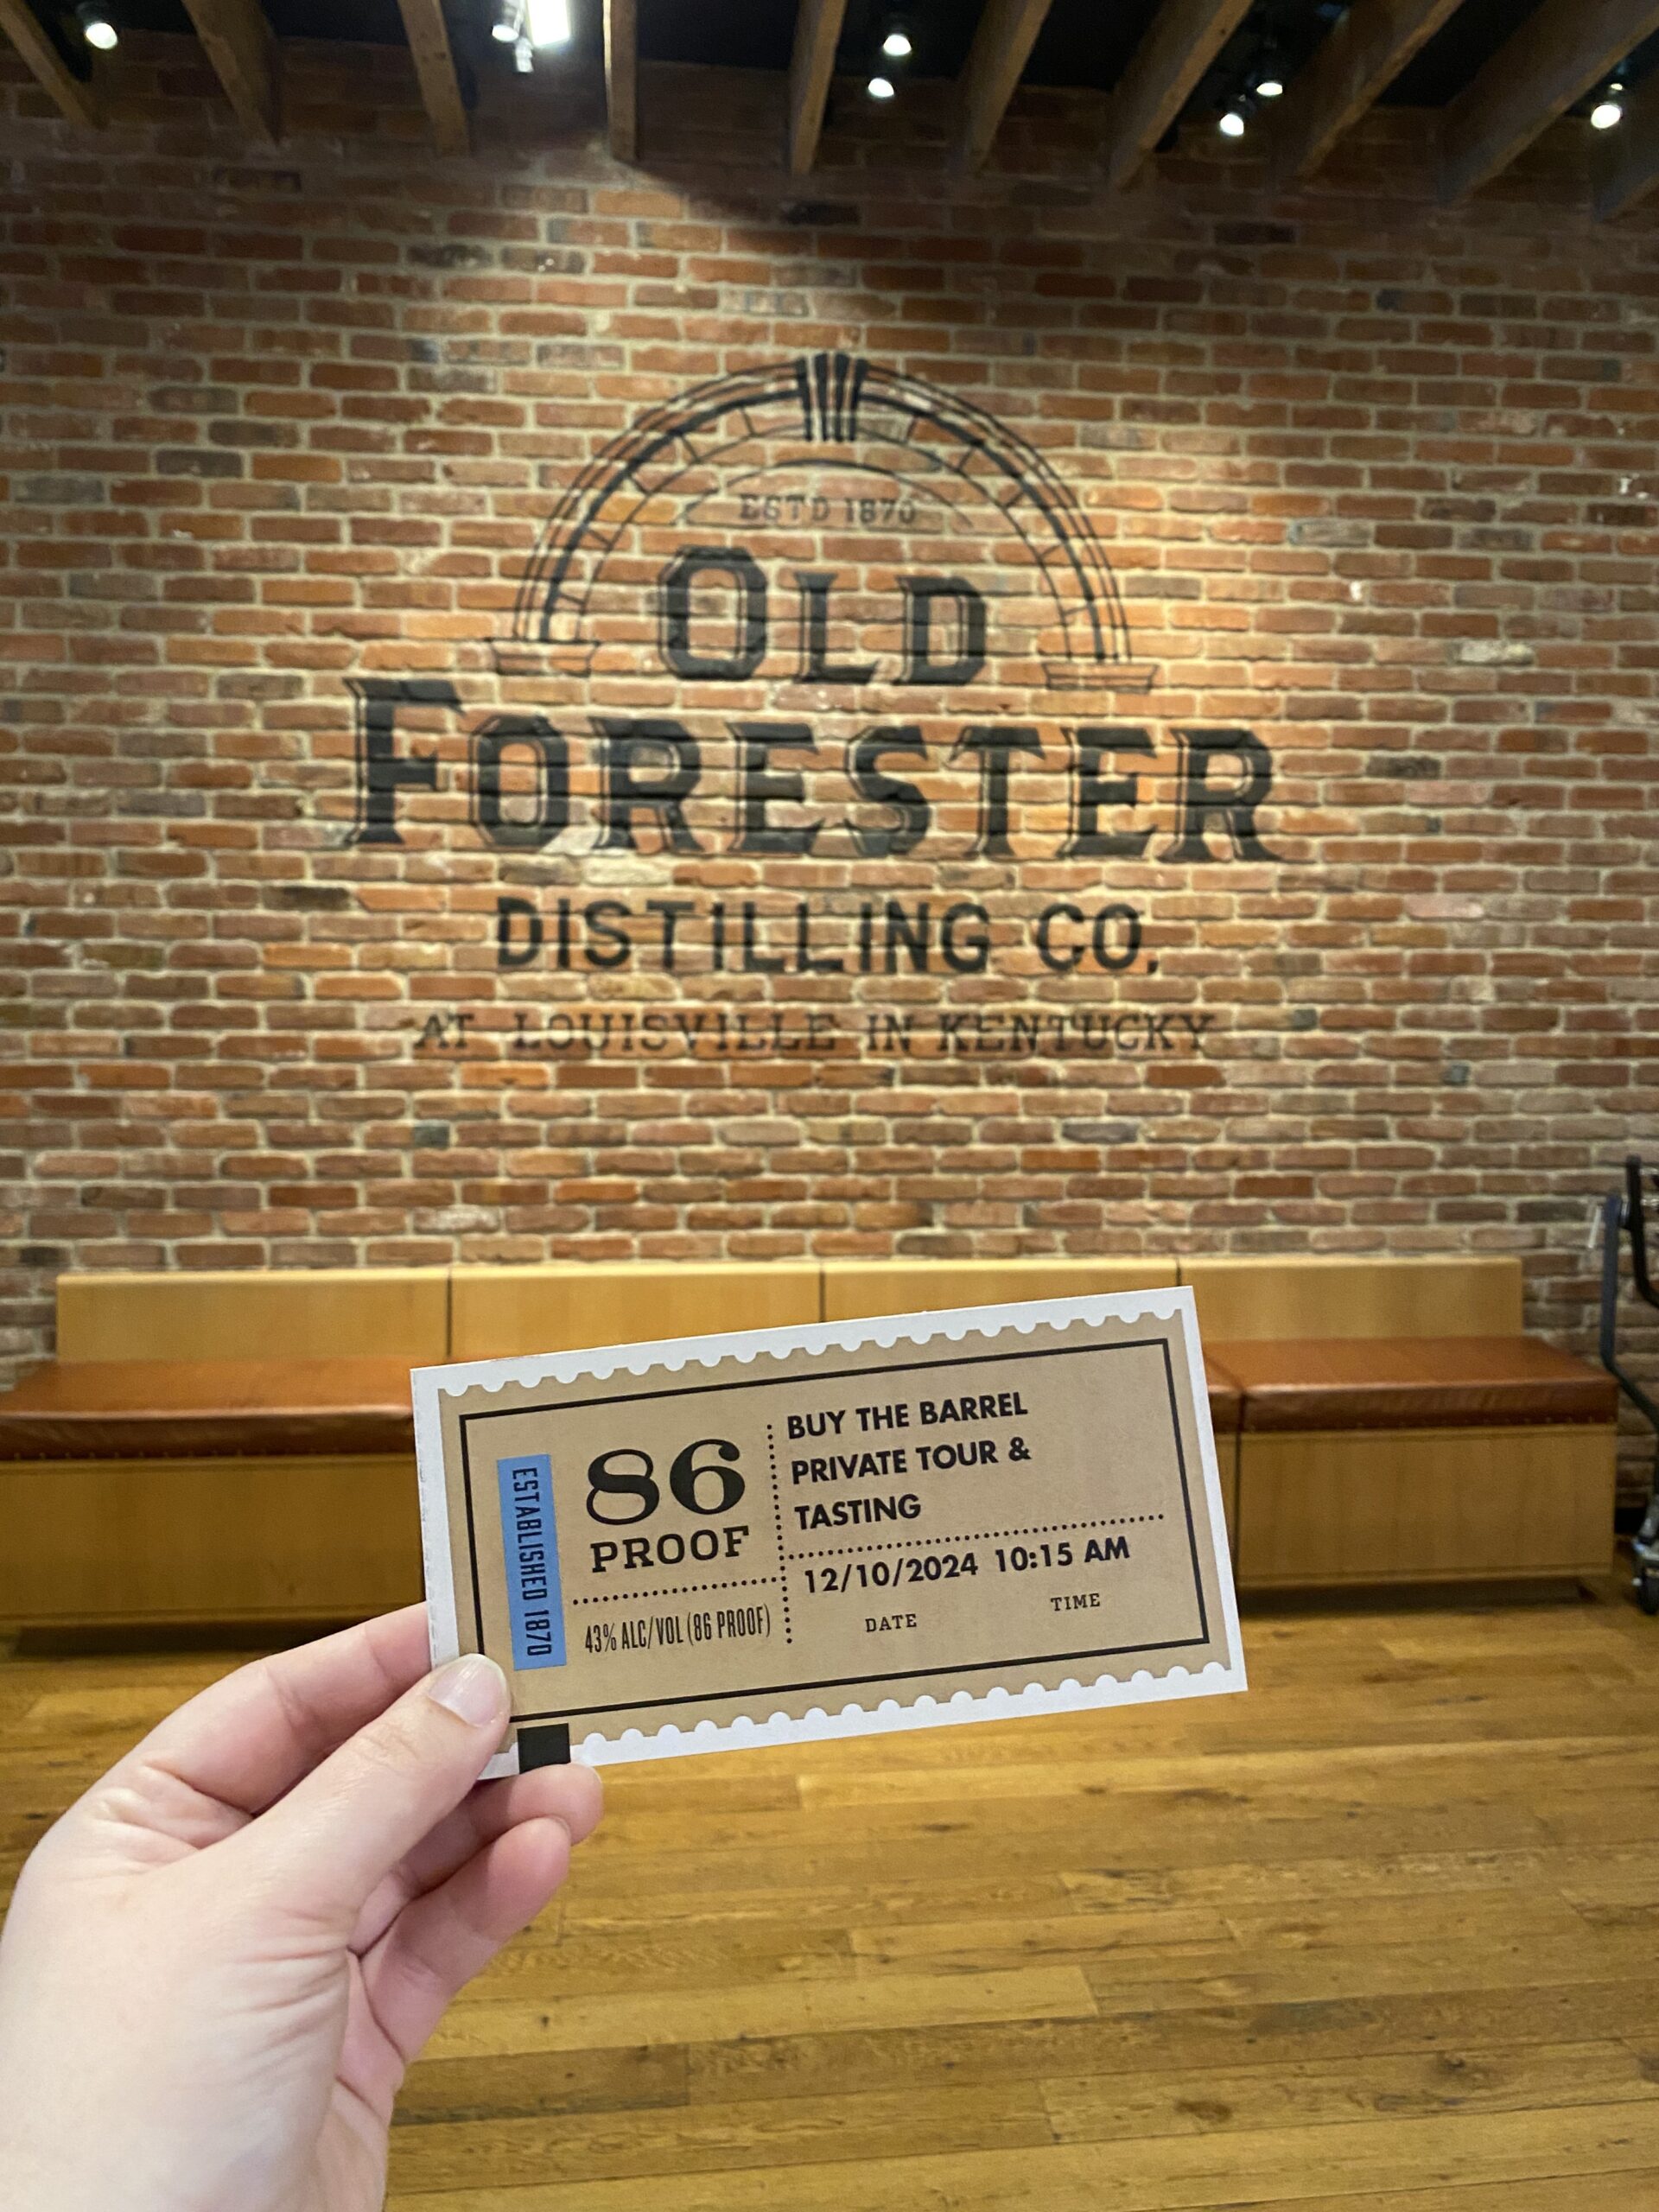 ESTD 1870
OLD
FORESTER
DISTILLING CO.
AT LOUISVILLE IN KENTUCKY
ESTABLISHED 1870
86
PROOF
43% ALC/VOL (86 PROOF)
BUY THE BARREL
PRIVATE TOUR &
TASTING
12/10/2024 10:15 AM
DATE TIME